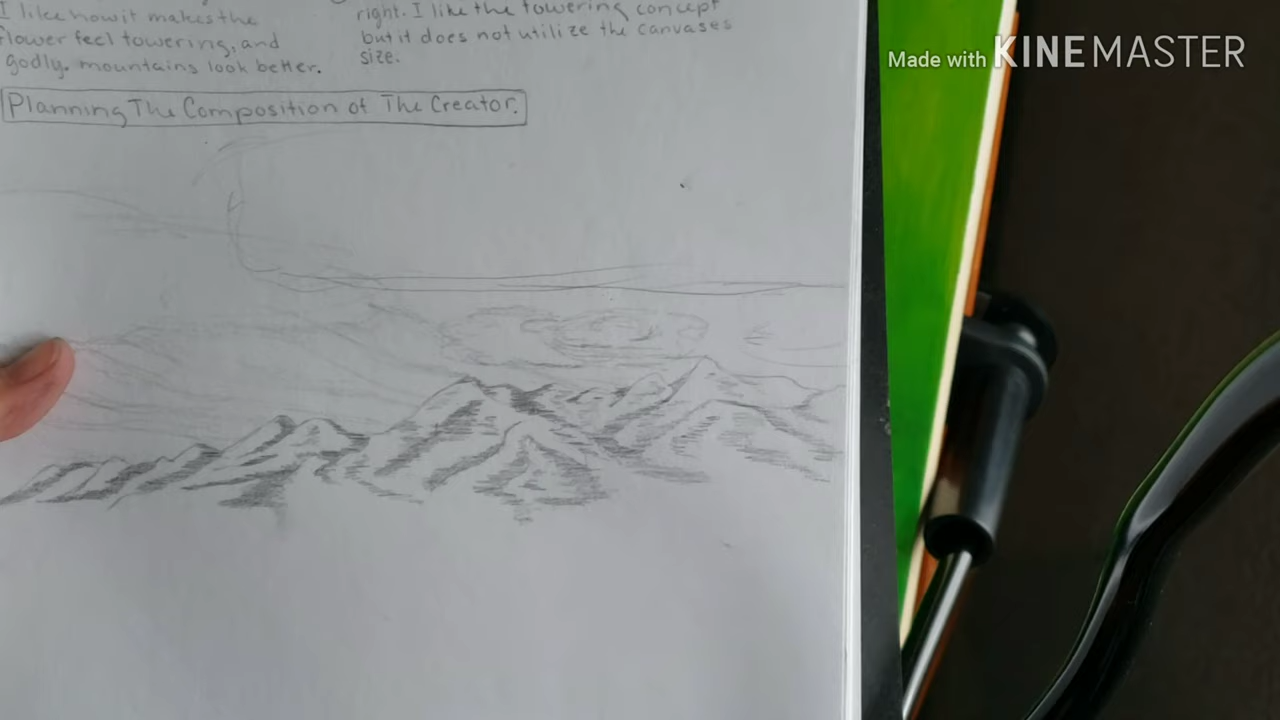 I like how it makes the
flower feel towering, and
godly. mountains look better.
right. I like the towering concept
but it does not utilize the canvases
size.
Planning The Composition of The Creator.
Made with KINEMASTER